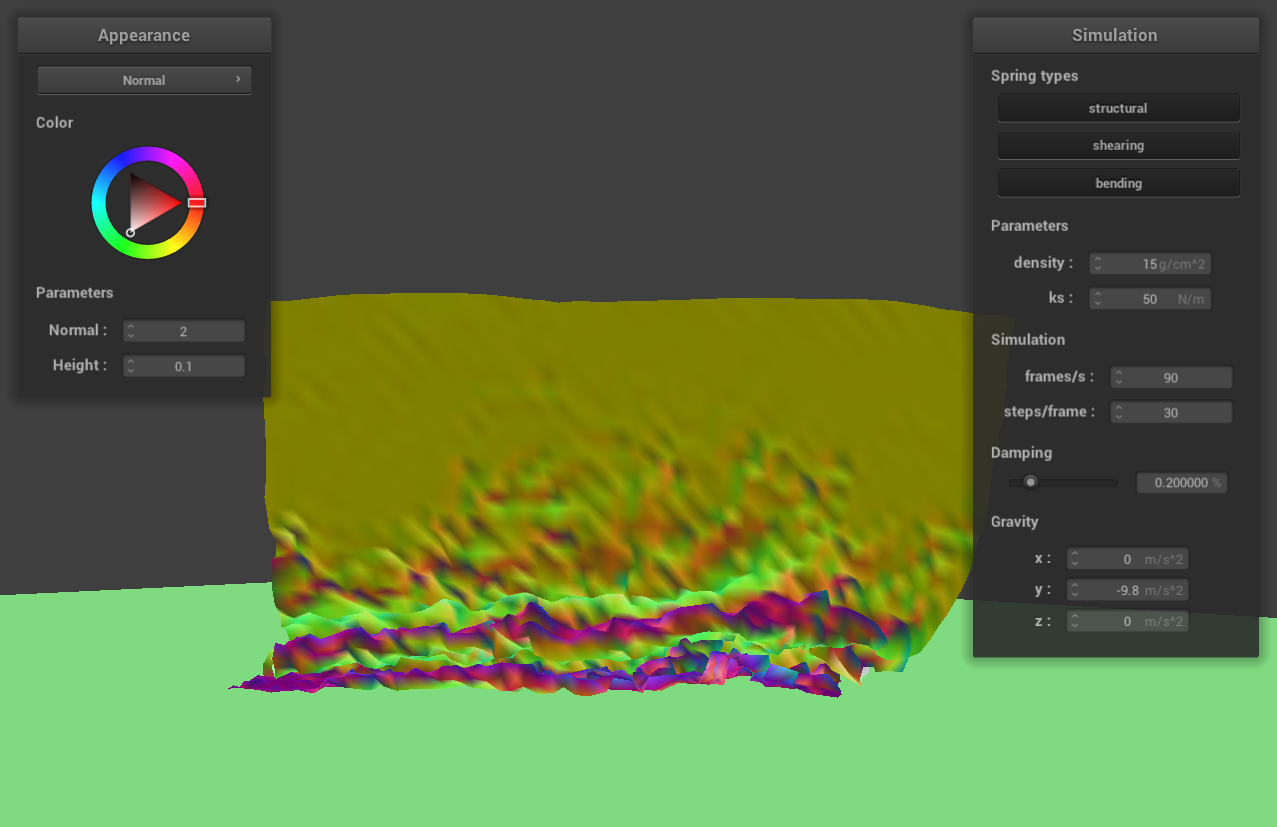 Appearance
Normal
Color
Parameters
Normal :
2
Height :
0.1
Simulation
Spring types
structural
shearing
bending
Parameters
density :
15 g/cm^2
ks :
50 N/m
Simulation
frames/s :
90
steps/frame :
30
Damping
0.200000 %
Gravity
x :
0 m/s^2
y :
-9.8 m/s^2
z :
0 m/s^2